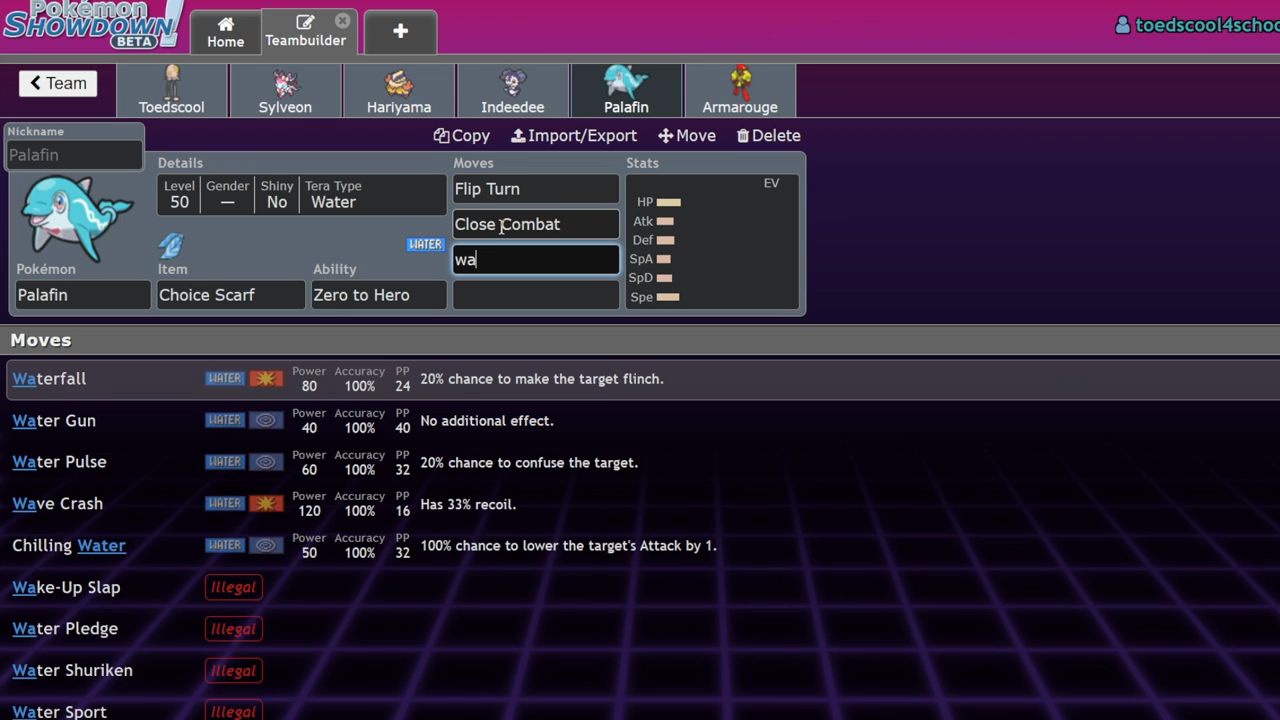 Pokémon
SHOWDOWN!
BETA
Home
Teambuilder
toedscool4schoo
Team
Toedscool
Sylveon
Hariyama
Indeedee
Palafin
Armarouge
Copy
Import/Export
Move
Delete
Nickname
Palafin
Details
Level
50
Gender
—
Shiny
No
Tera Type
Water
WATER
Pokémon
Palafin
Item
Choice Scarf
Ability
Zero to Hero
Moves
Flip Turn
Close Combat
wa
Stats
EV
HP
Atk
Def
SpA
SpD
Spe
Moves
Waterfall WATER Power 80 Accuracy 100% PP 24 20% chance to make the target flinch.
Water Gun WATER Power 40 Accuracy 100% PP 40 No additional effect.
Water Pulse WATER Power 60 Accuracy 100% PP 32 20% chance to confuse the target.
Wave Crash WATER Power 120 Accuracy 100% PP 16 Has 33% recoil.
Chilling Water WATER Power 50 Accuracy 100% PP 32 100% chance to lower the target's Attack by 1.
Wake-Up Slap Illegal
Water Pledge Illegal
Water Shuriken Illegal
Water Sport Illegal